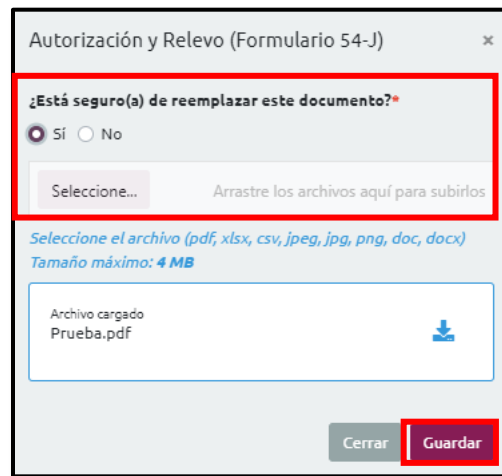 Autorización y Relevo (Formulario 54-J) ×
¿Está seguro(a) de reemplazar este documento?*
Sí No
Seleccione... Arrastre los archivos aquí para subirlos
Seleccione el archivo (pdf, xlsx, csv, jpeg, jpg, png, doc, docx)
Tamaño máximo: 4 MB
Archivo cargado
Prueba.pdf
Cerrar Guardar